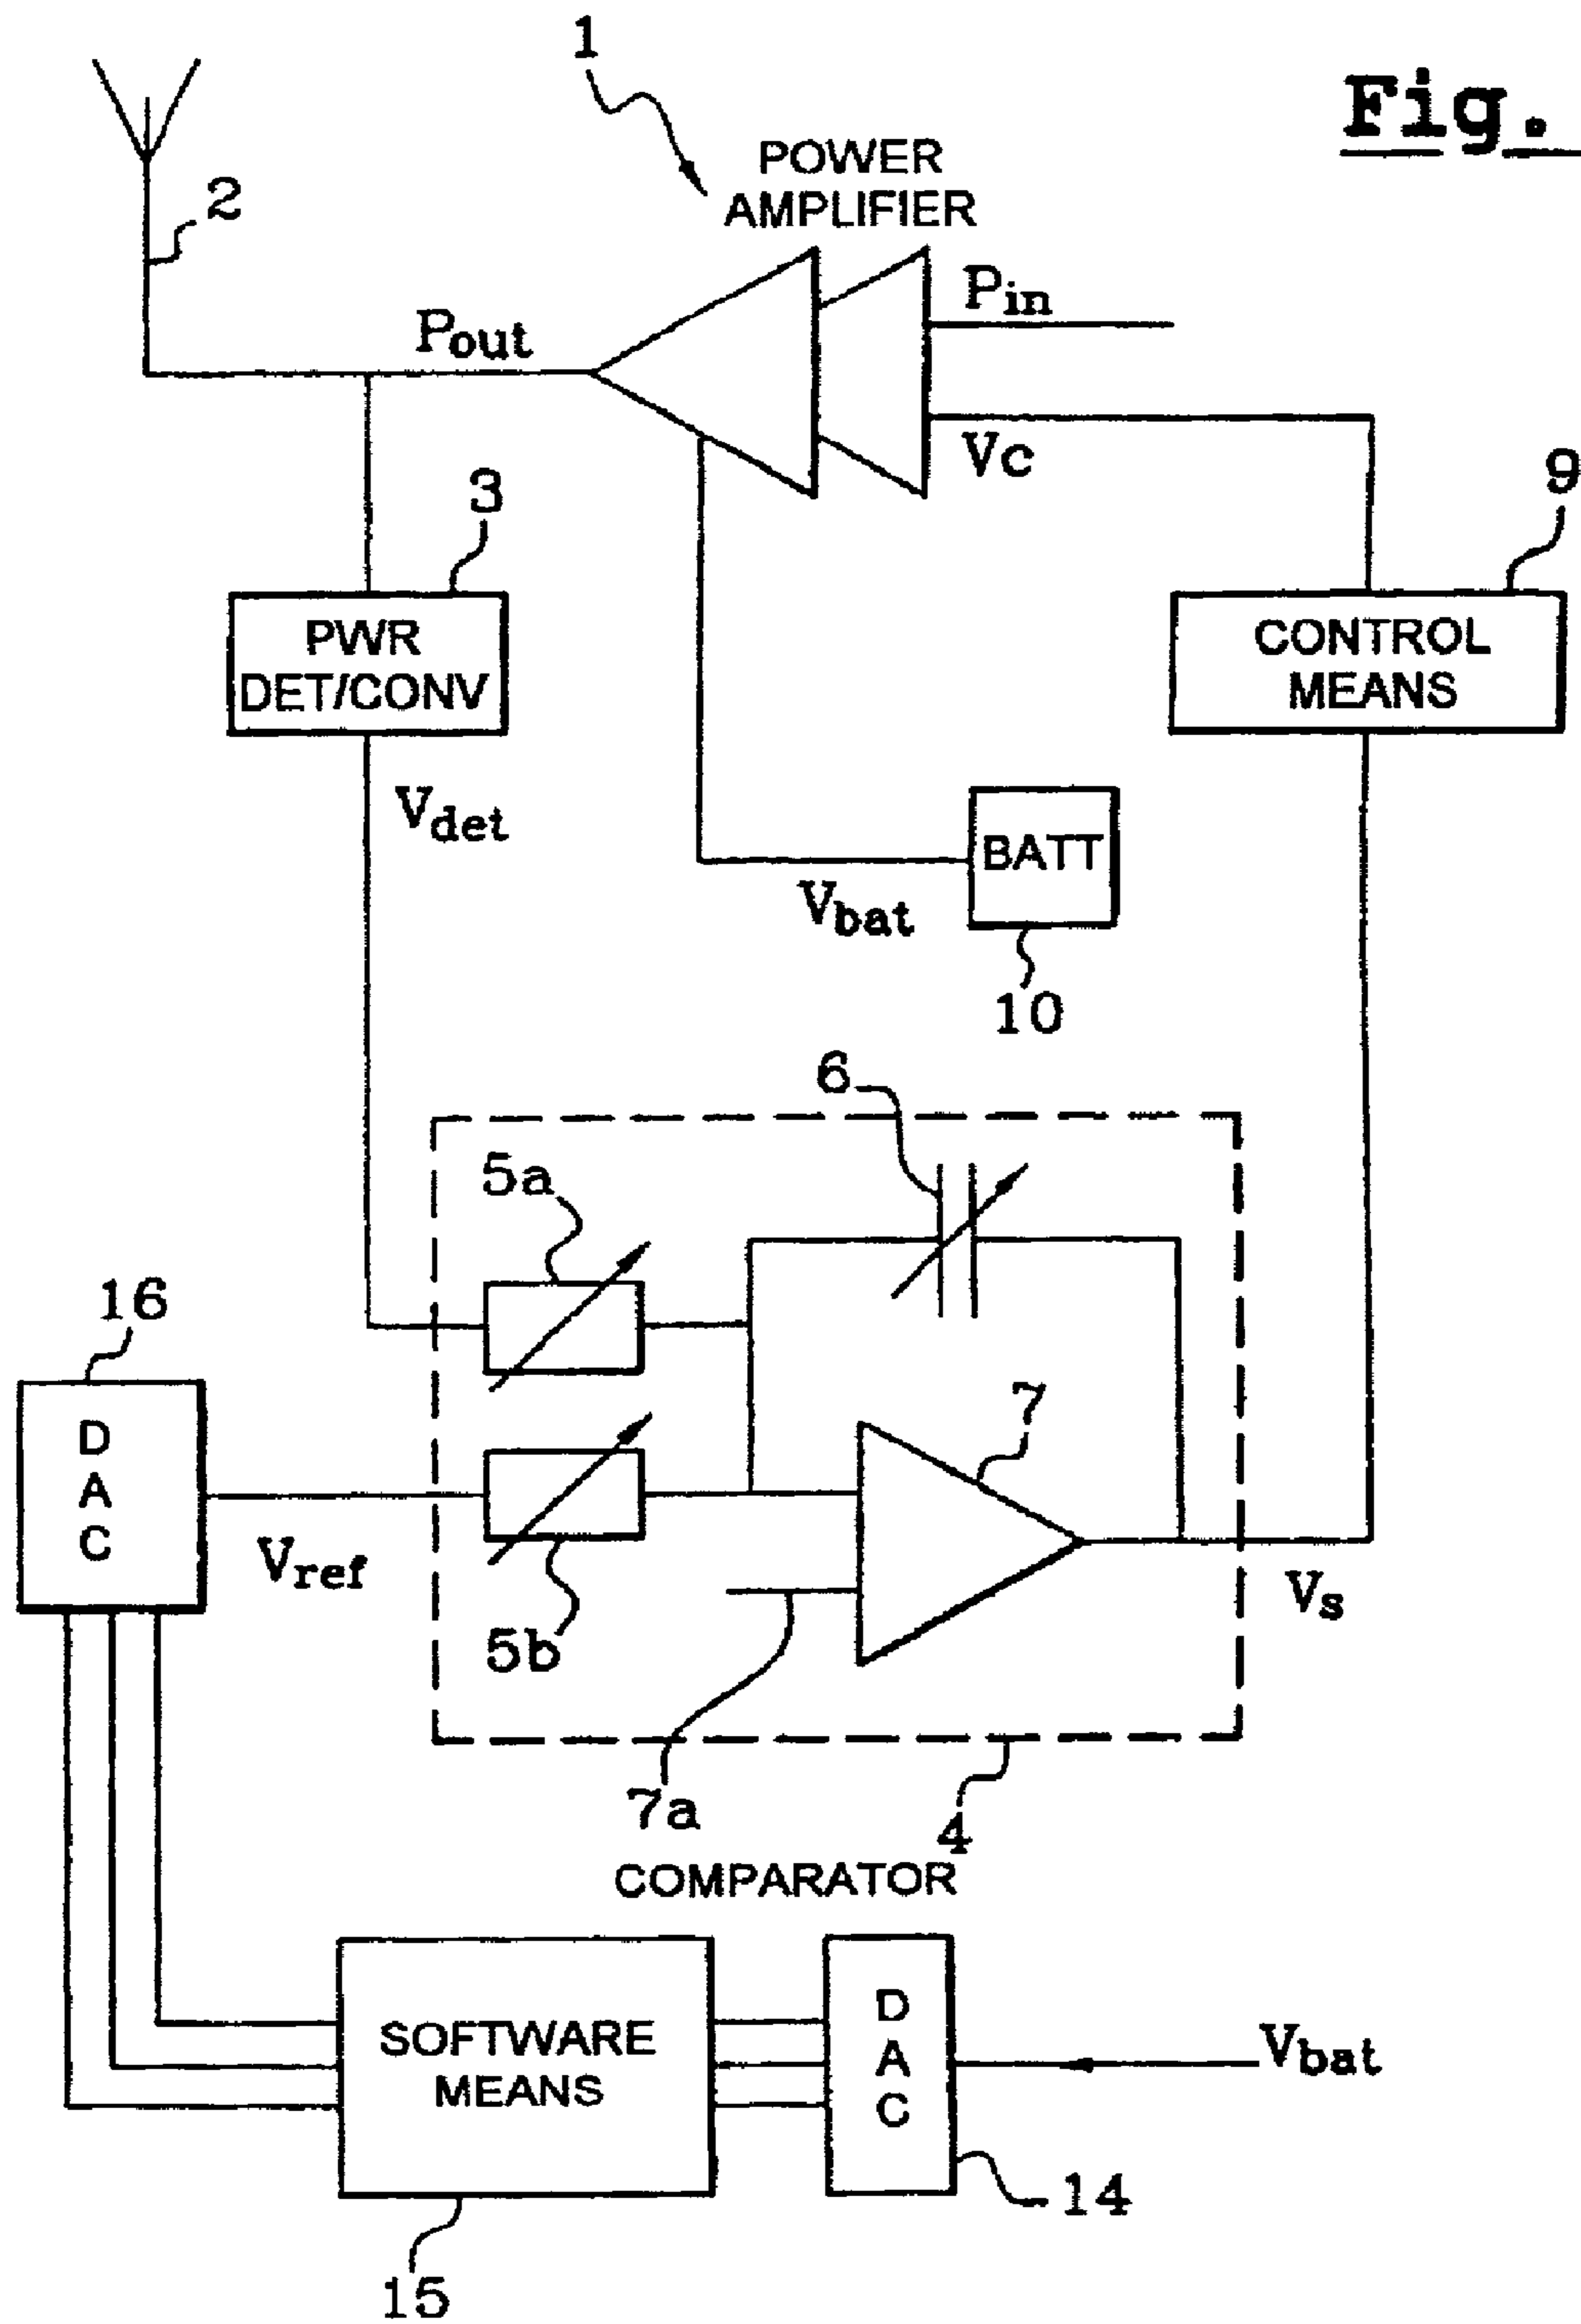 1
Fig.
POWER
AMPLIFIER
2
Pin
Pout
Vc
9
3
PWR
DET/CONV
CONTROL
MEANS
Vdet
BATT
Vbat
10
6
5a
16
7
D
A
C
Vref
Vs
5b
7a
4
COMPARATOR
SOFTWARE
MEANS
D
A
C
Vbat
14
15